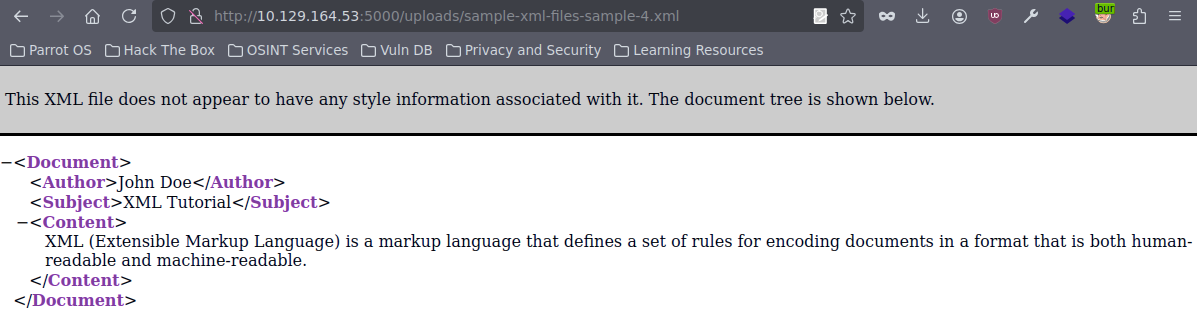 http://10.129.164.53:5000/uploads/sample-xml-files-sample-4.xml
bur
Parrot OS Hack The Box OSINT Services Vuln DB Privacy and Security Learning Resources
This XML file does not appear to have any style information associated with it. The document tree is shown below.
−<Document>
<Author>John Doe</Author>
<Subject>XML Tutorial</Subject>
−<Content>
XML (Extensible Markup Language) is a markup language that defines a set of rules for encoding documents in a format that is both human-
readable and machine-readable.
</Content>
</Document>